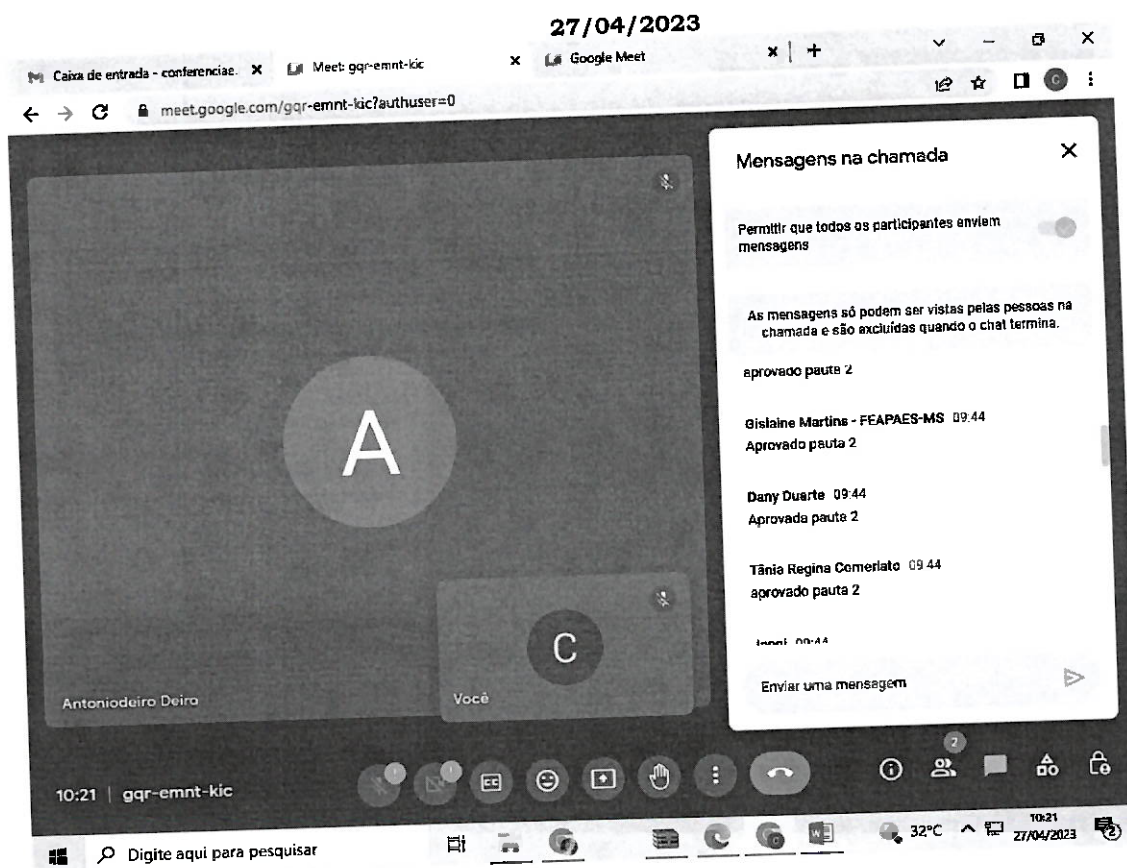 27/04/2023
Caixa de entrada - conferenciae.
Meet: gqr-emnt-kic
Google Meet
meet.google.com/gqr-emnt-kic?authuser=0
C
Mensagens na chamada
Permitir que todos os participantes enviem
mensagens
As mensagens só podem ser vistas pelas pessoas na
chamada e são excluídas quando o chat termina.
aprovado pauta 2
Gislaine Martins - FEAPAES-MS 09:44
Aprovado pauta 2
Dany Duarte 09:44
Aprovada pauta 2
Tânia Regina Comerlato 09:44
aprovado pauta 2
09:44
Enviar uma mensagem
A
C
Antoniodeiro Deiro
Você
10:21 | gqr-emnt-kic
CC
2
Digite aqui para pesquisar
32°C
10:21
27/04/2023
2